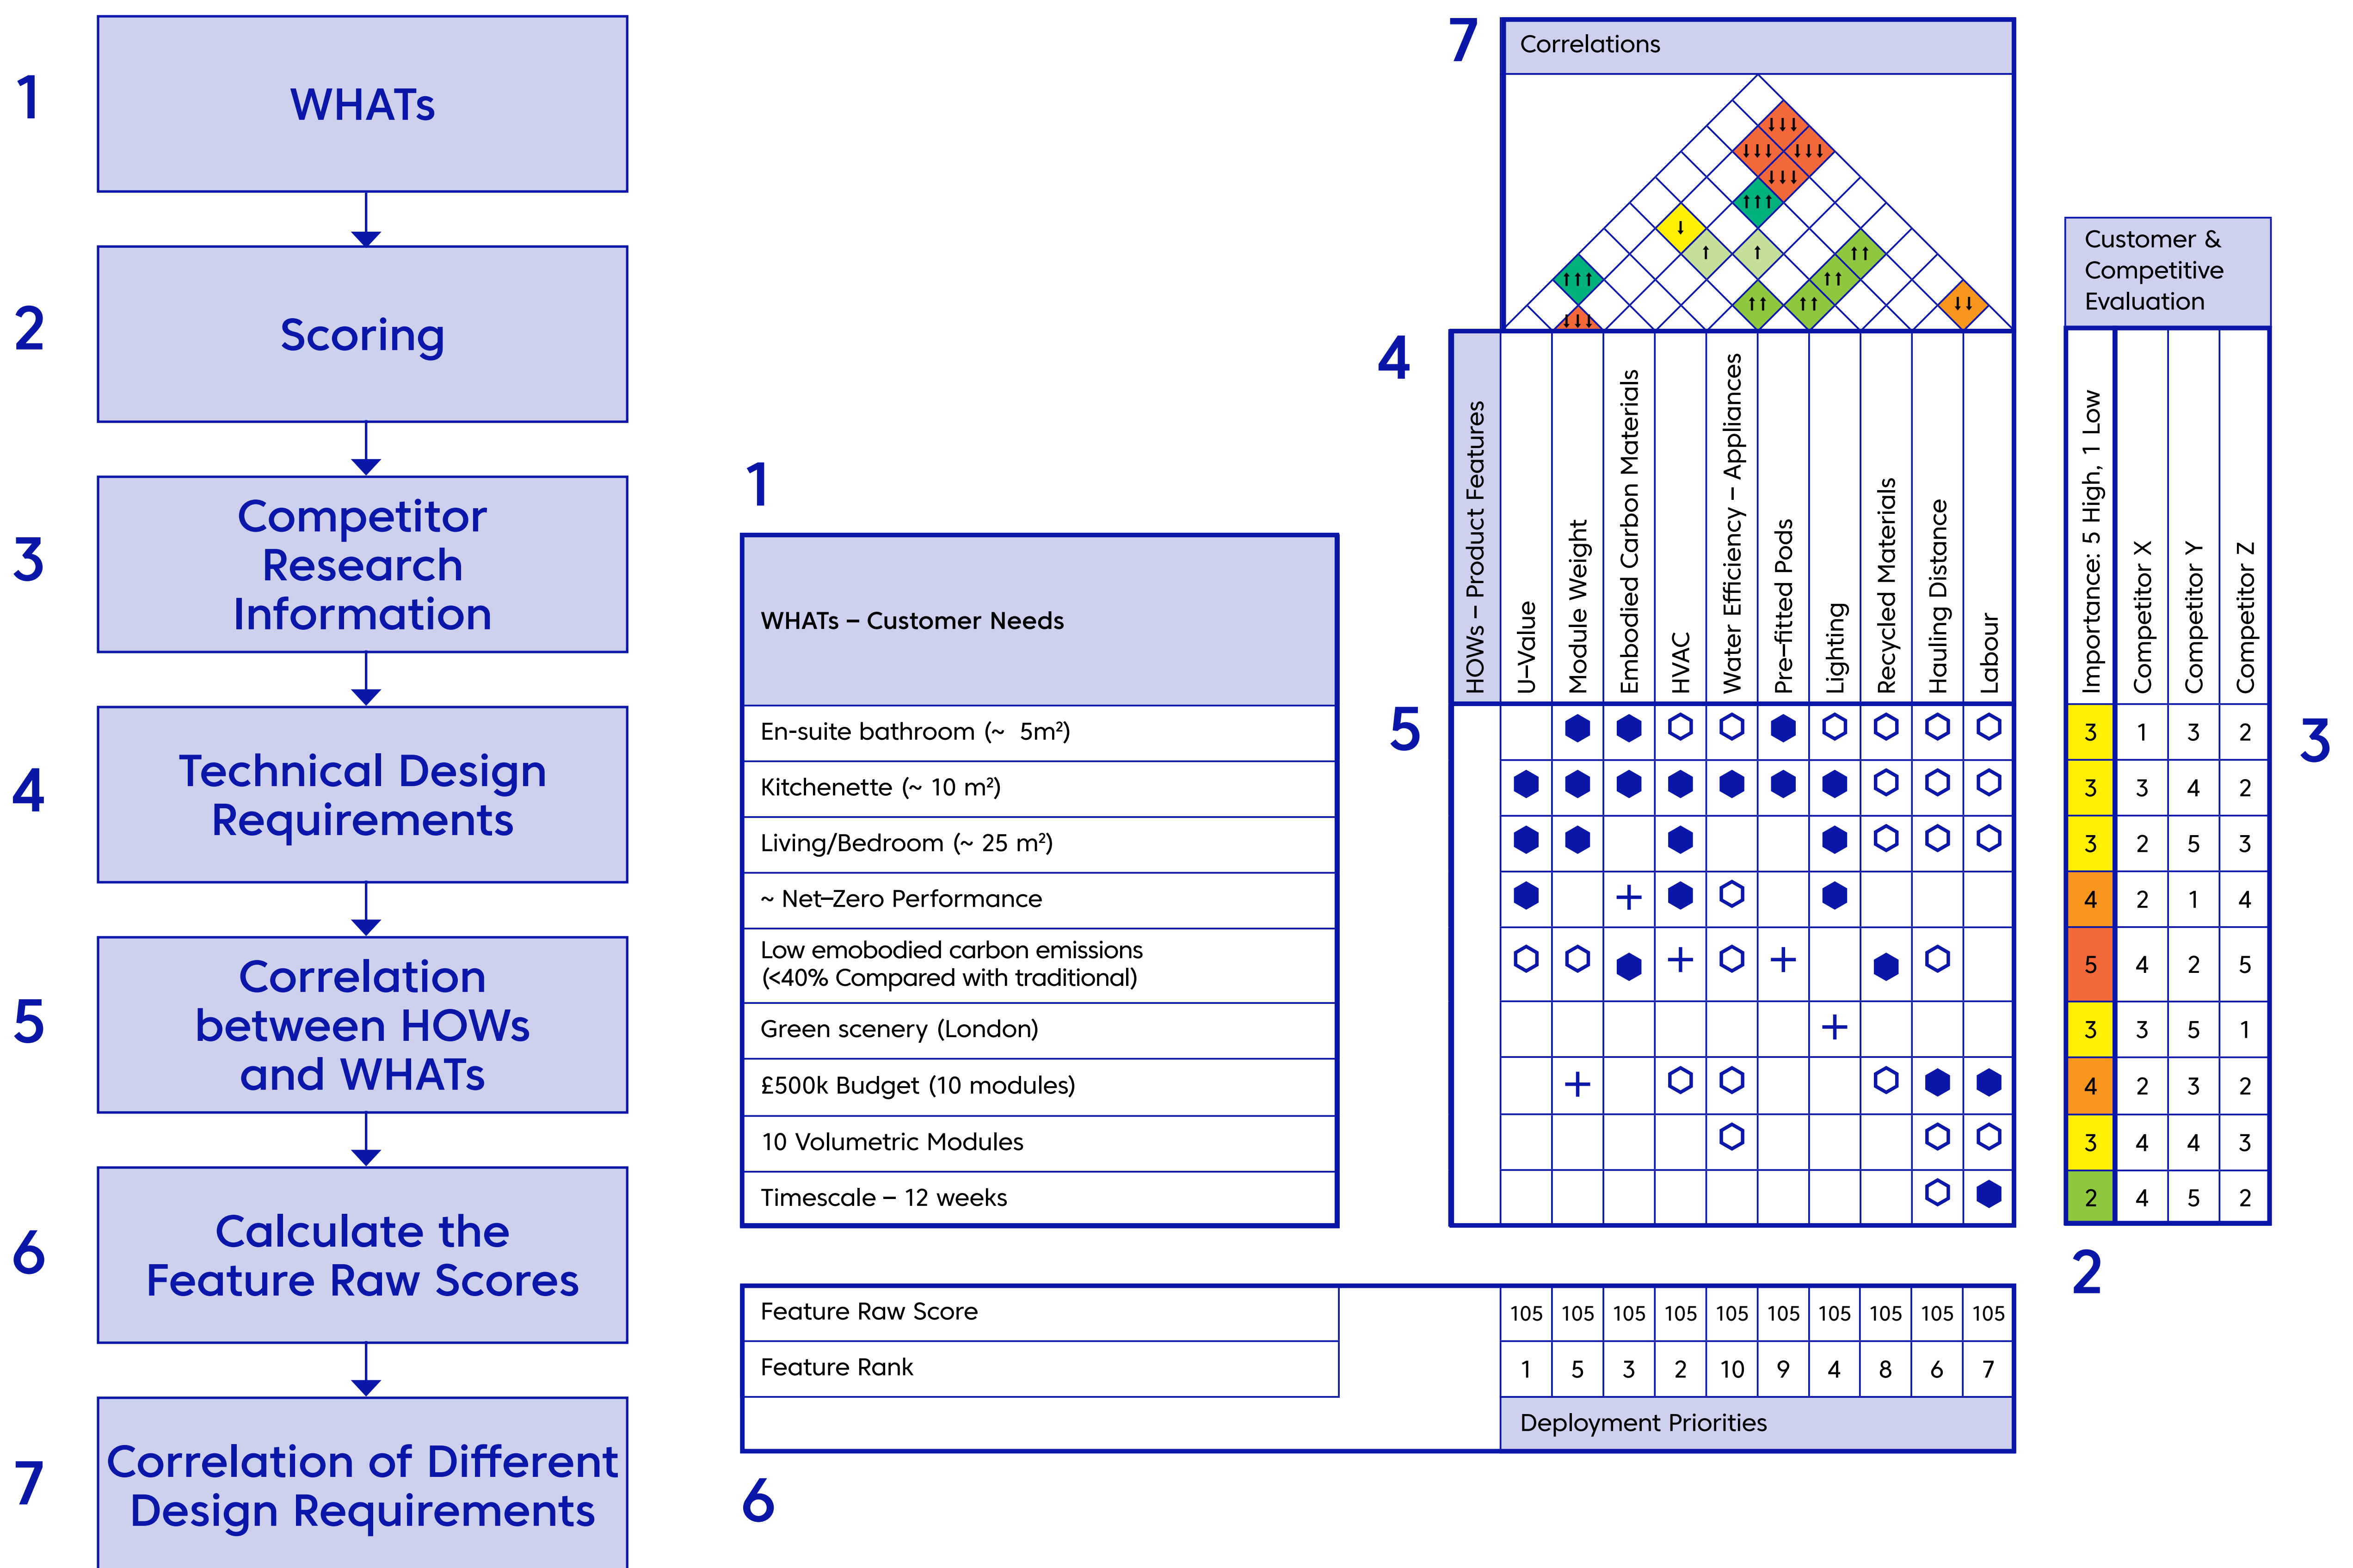 1
WHATs
2
Scoring
3
Competitor
Research
Information
4
Technical Design
Requirements
5
Correlation
between HOWs
and WHATs
6
Calculate the
Feature Raw Scores
7
Correlation of Different
Design Requirements
1
WHATs – Customer Needs
En-suite bathroom (~ 5m²)
Kitchenette (~ 10 m²)
Living/Bedroom (~ 25 m²)
~ Net–Zero Performance
Low emobodied carbon emissions
(<40% Compared with traditional)
Green scenery (London)
£500k Budget (10 modules)
10 Volumetric Modules
Timescale – 12 weeks
7
Correlations
4
HOWs – Product Features
U–Value
Module Weight
Embodied Carbon Materials
HVAC
Water Efficiency – Appliances
Pre–fitted Pods
Lighting
Recycled Materials
Hauling Distance
Labour
5
Customer &
Competitive
Evaluation
Importance: 5 High, 1 Low
Competitor X
Competitor Y
Competitor Z
3 1 3 2
3 3 4 2
3 2 5 3
4 2 1 4
5 4 2 5
3 3 5 1
4 2 3 2
3 4 4 3
2 4 5 2
3
2
Feature Raw Score 105 105 105 105 105 105 105 105 105 105
Feature Rank 1 5 3 2 10 9 4 8 6 7
Deployment Priorities
6